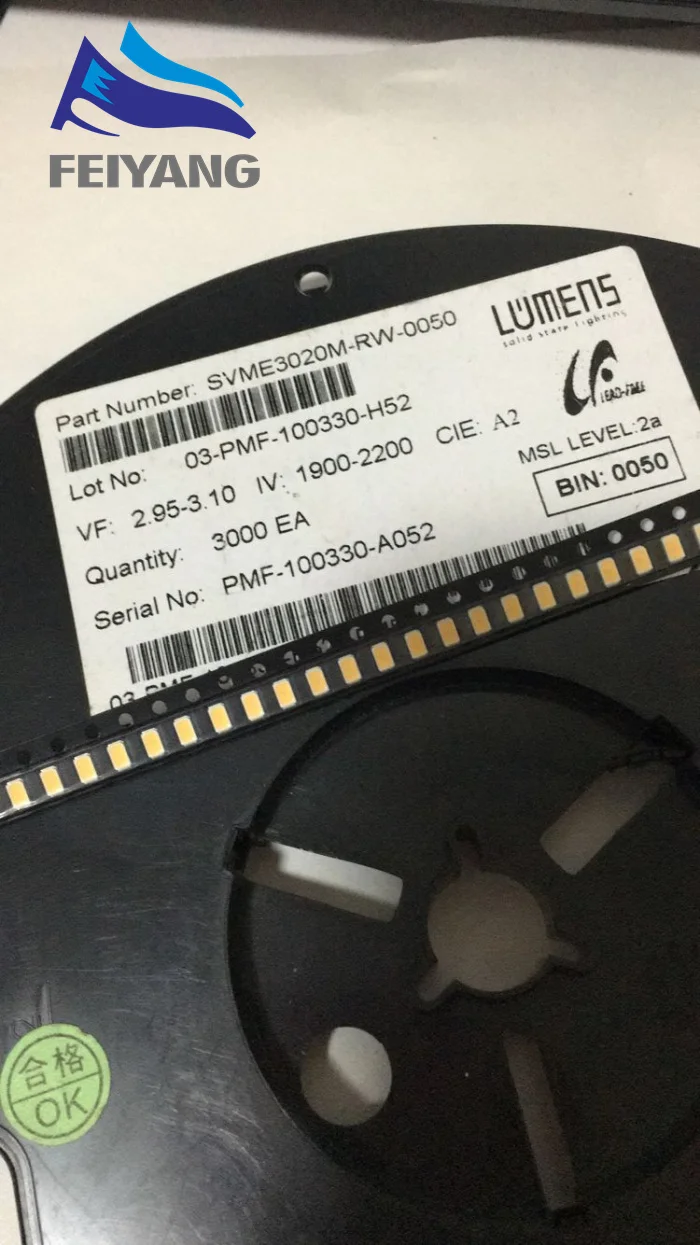 FEIYANG
LUMENS
solid state lighting
Part Number: SVME3020M-RW-0050
LEAD-FREE
Lot No: 03-PMF-100330-H52
VF: 2.95-3.10 IV: 1900-2200 CIE: A2
MSL LEVEL:2a
Quantity: 3000 EA
BIN: 0050
Serial No: PMF-100330-A052
合格
OK